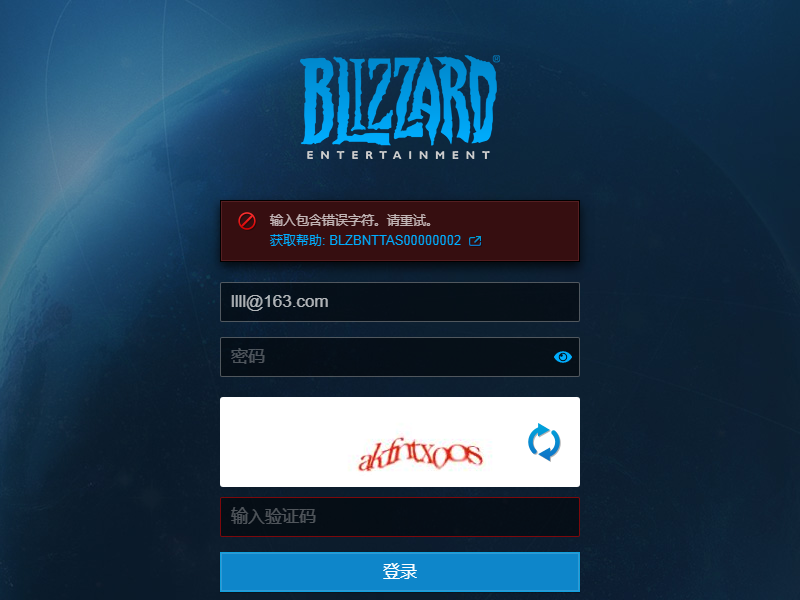 BLIZZARD®
ENTERTAINMENT
输入包含错误字符。请重试。
获取帮助: BLZBNTTAS00000002
llll@163.com
密码
输入验证码
登录